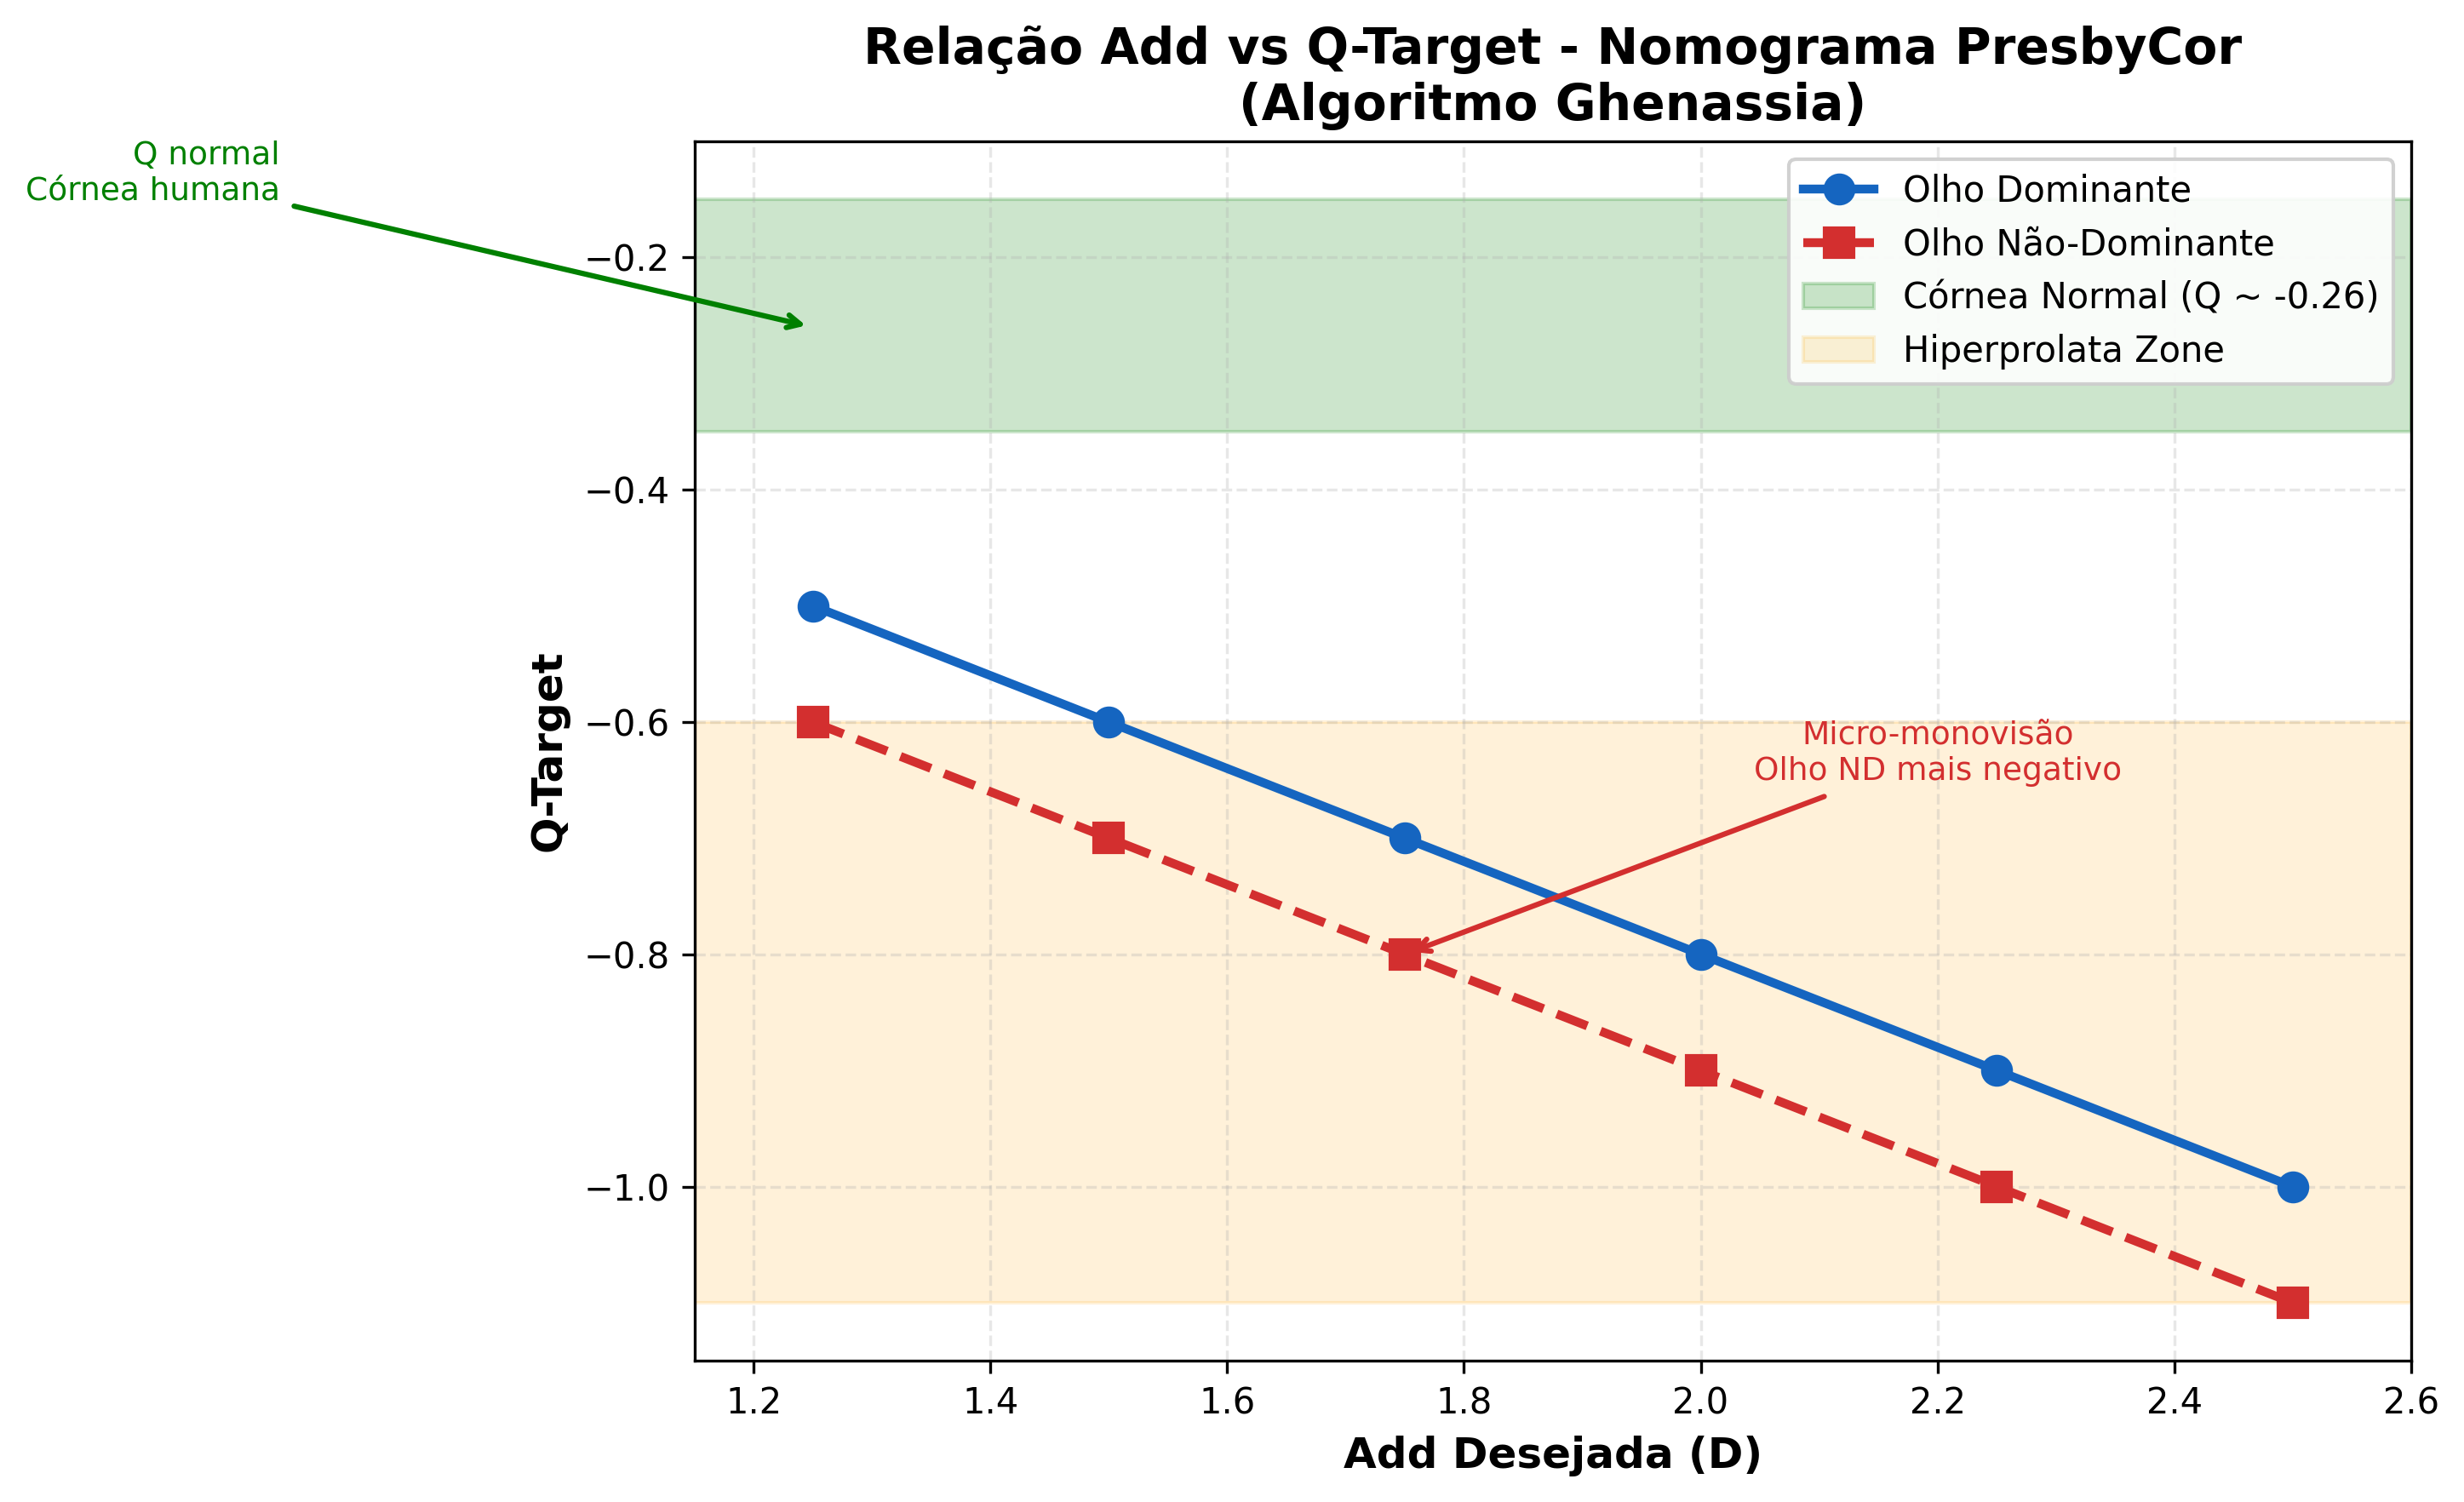 Relação Add vs Q-Target - Nomograma PresbyCor
(Algoritmo Ghenassia)
Q normal
Córnea humana
Olho Dominante
Olho Não-Dominante
Córnea Normal (Q ~ -0.26)
Hiperprolata Zone
−0.2
−0.4
−0.6
−0.8
−1.0
Q-Target
Micro-monovisão
Olho ND mais negativo
1.2
1.4
1.6
1.8
2.0
2.2
2.4
2.6
Add Desejada (D)